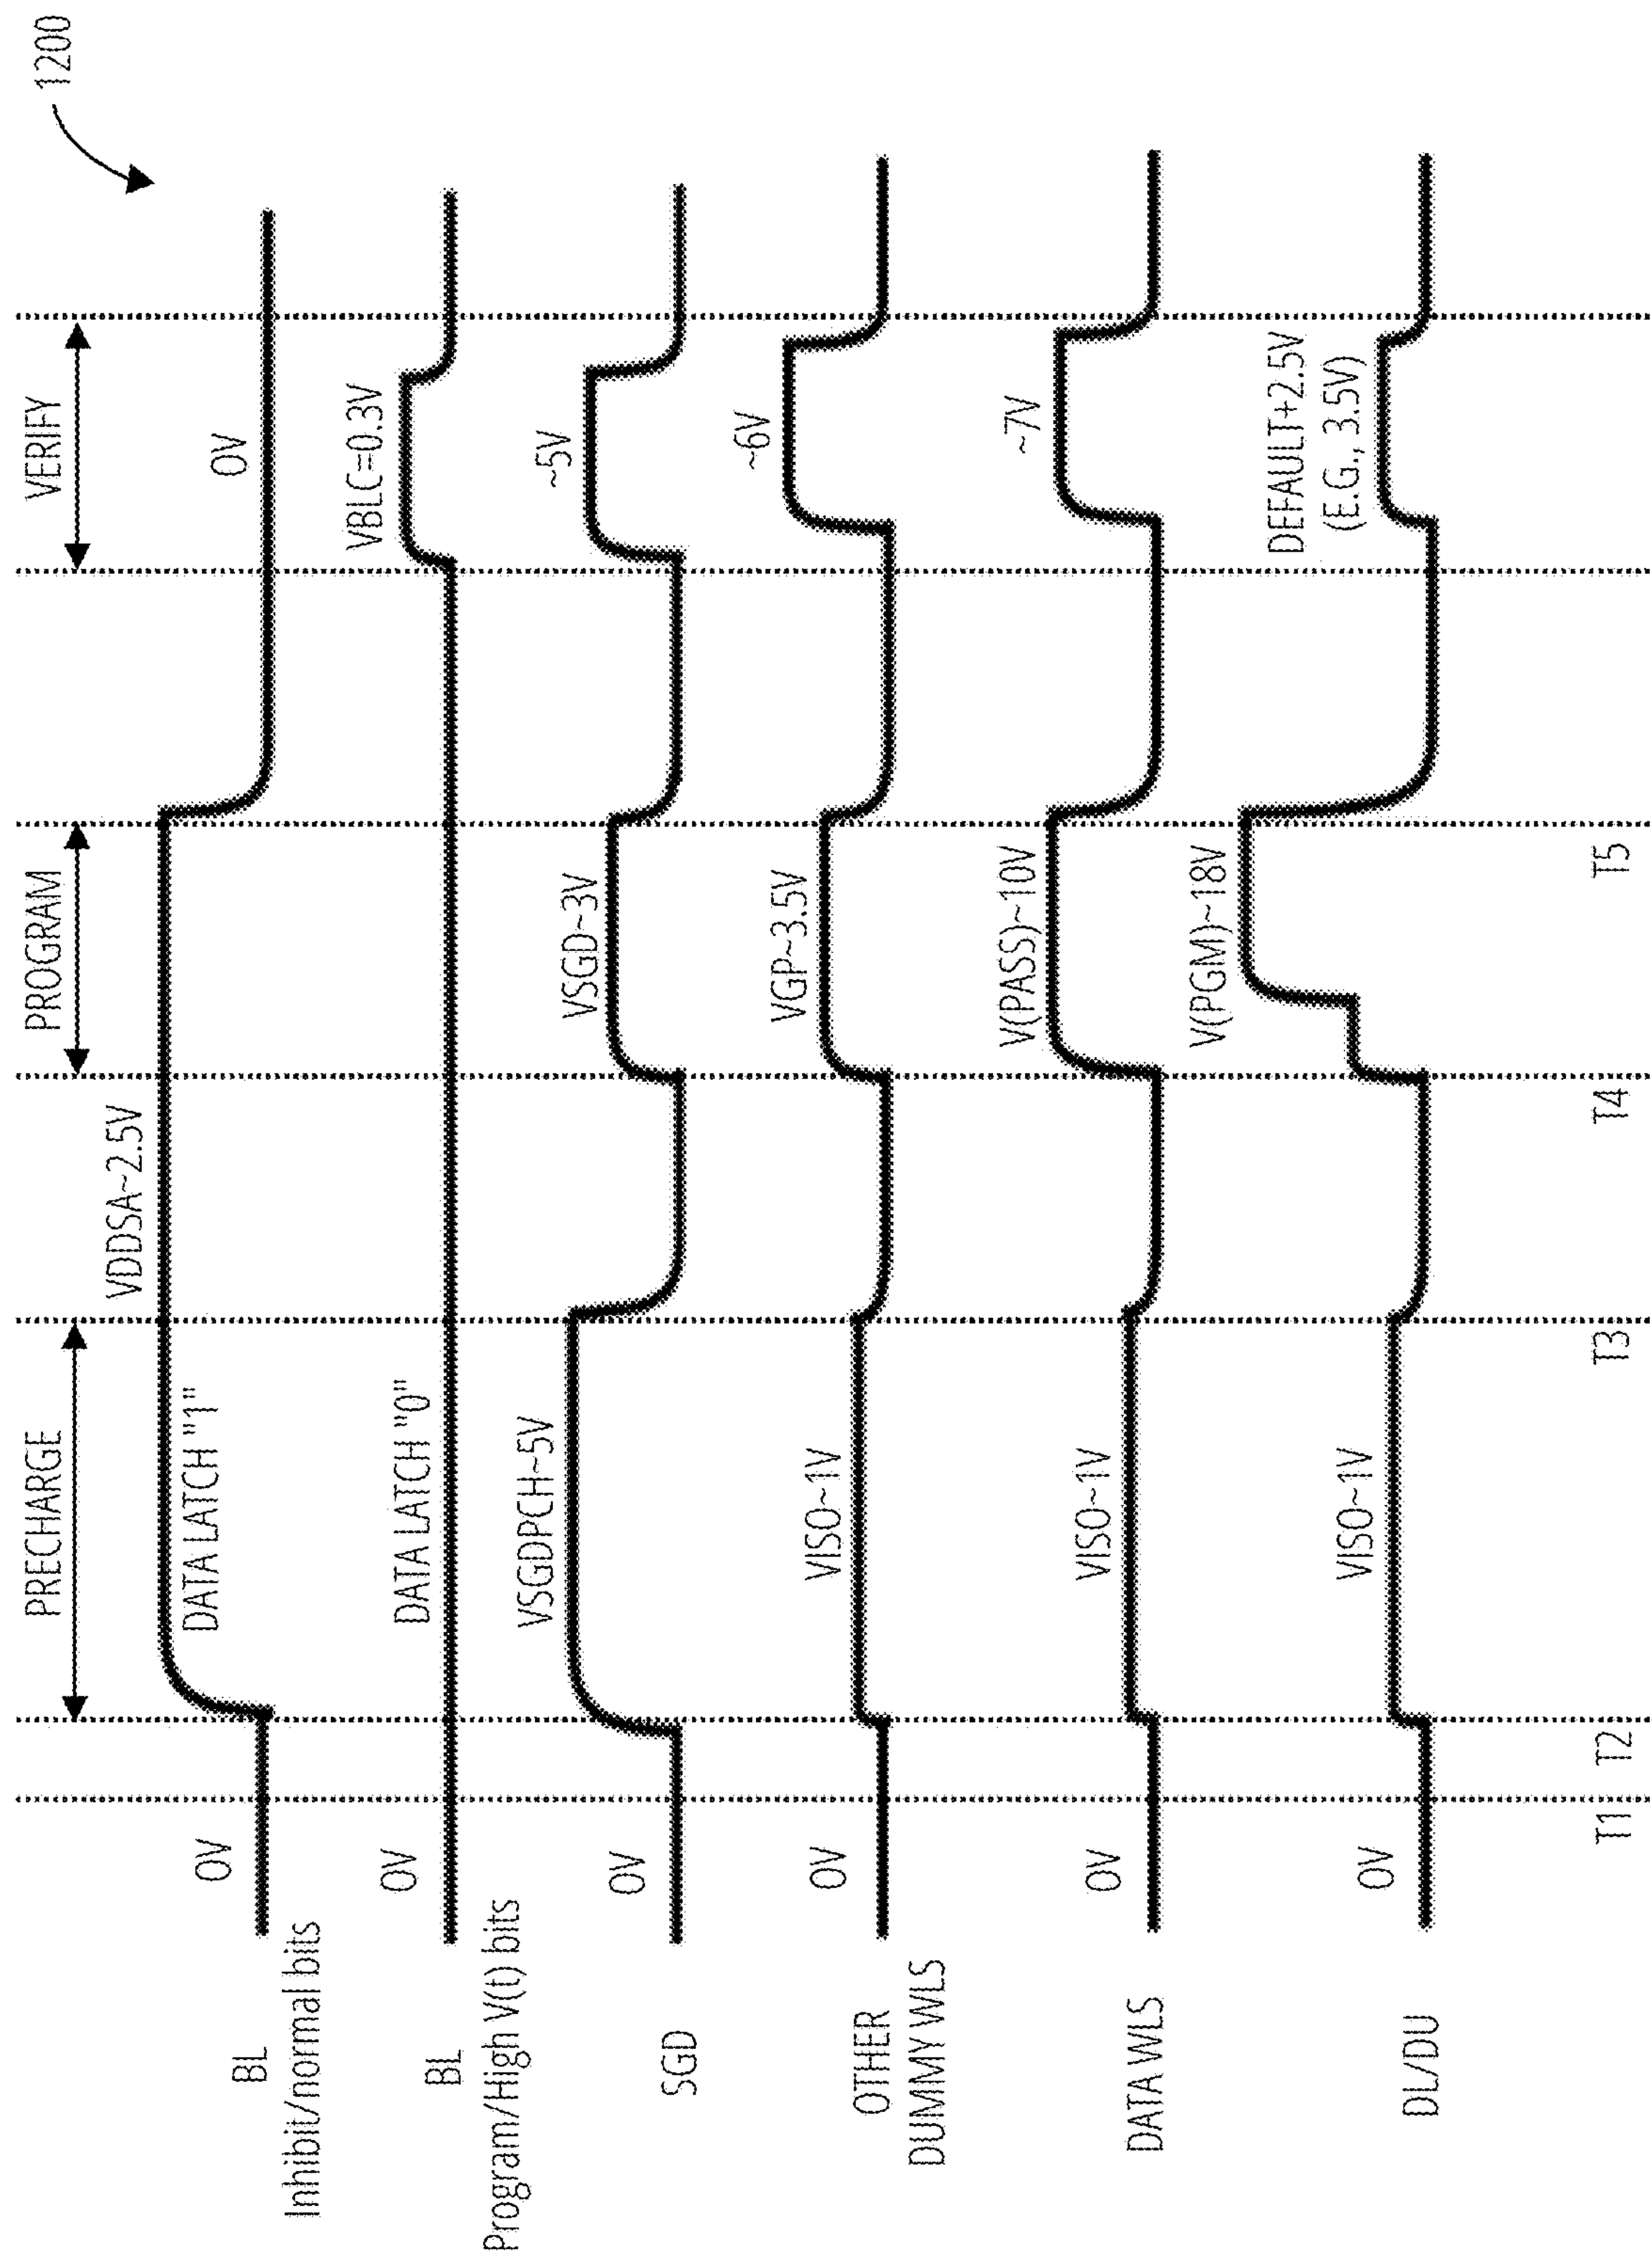 1200
PRECHARGE
PROGRAM
VERIFY
BL
Inhibit/normal bits
0V
DATA LATCH "1"
VDDSA~2.5V
0V
BL
Program/High V(t) bits
0V
DATA LATCH "0"
VBLC=0.3V
SGD
0V
VSGDPCH~5V
VSGD~3V
~5V
OTHER
DUMMY WLS
0V
VISO~1V
VGP~3.5V
~6V
DATA WLS
0V
VISO~1V
V(PASS)~10V
~7V
DL/DU
0V
VISO~1V
V(PGM)~18V
DEFAULT+2.5V
(E.G., 3.5V)
T1
T2
T3
T4
T5